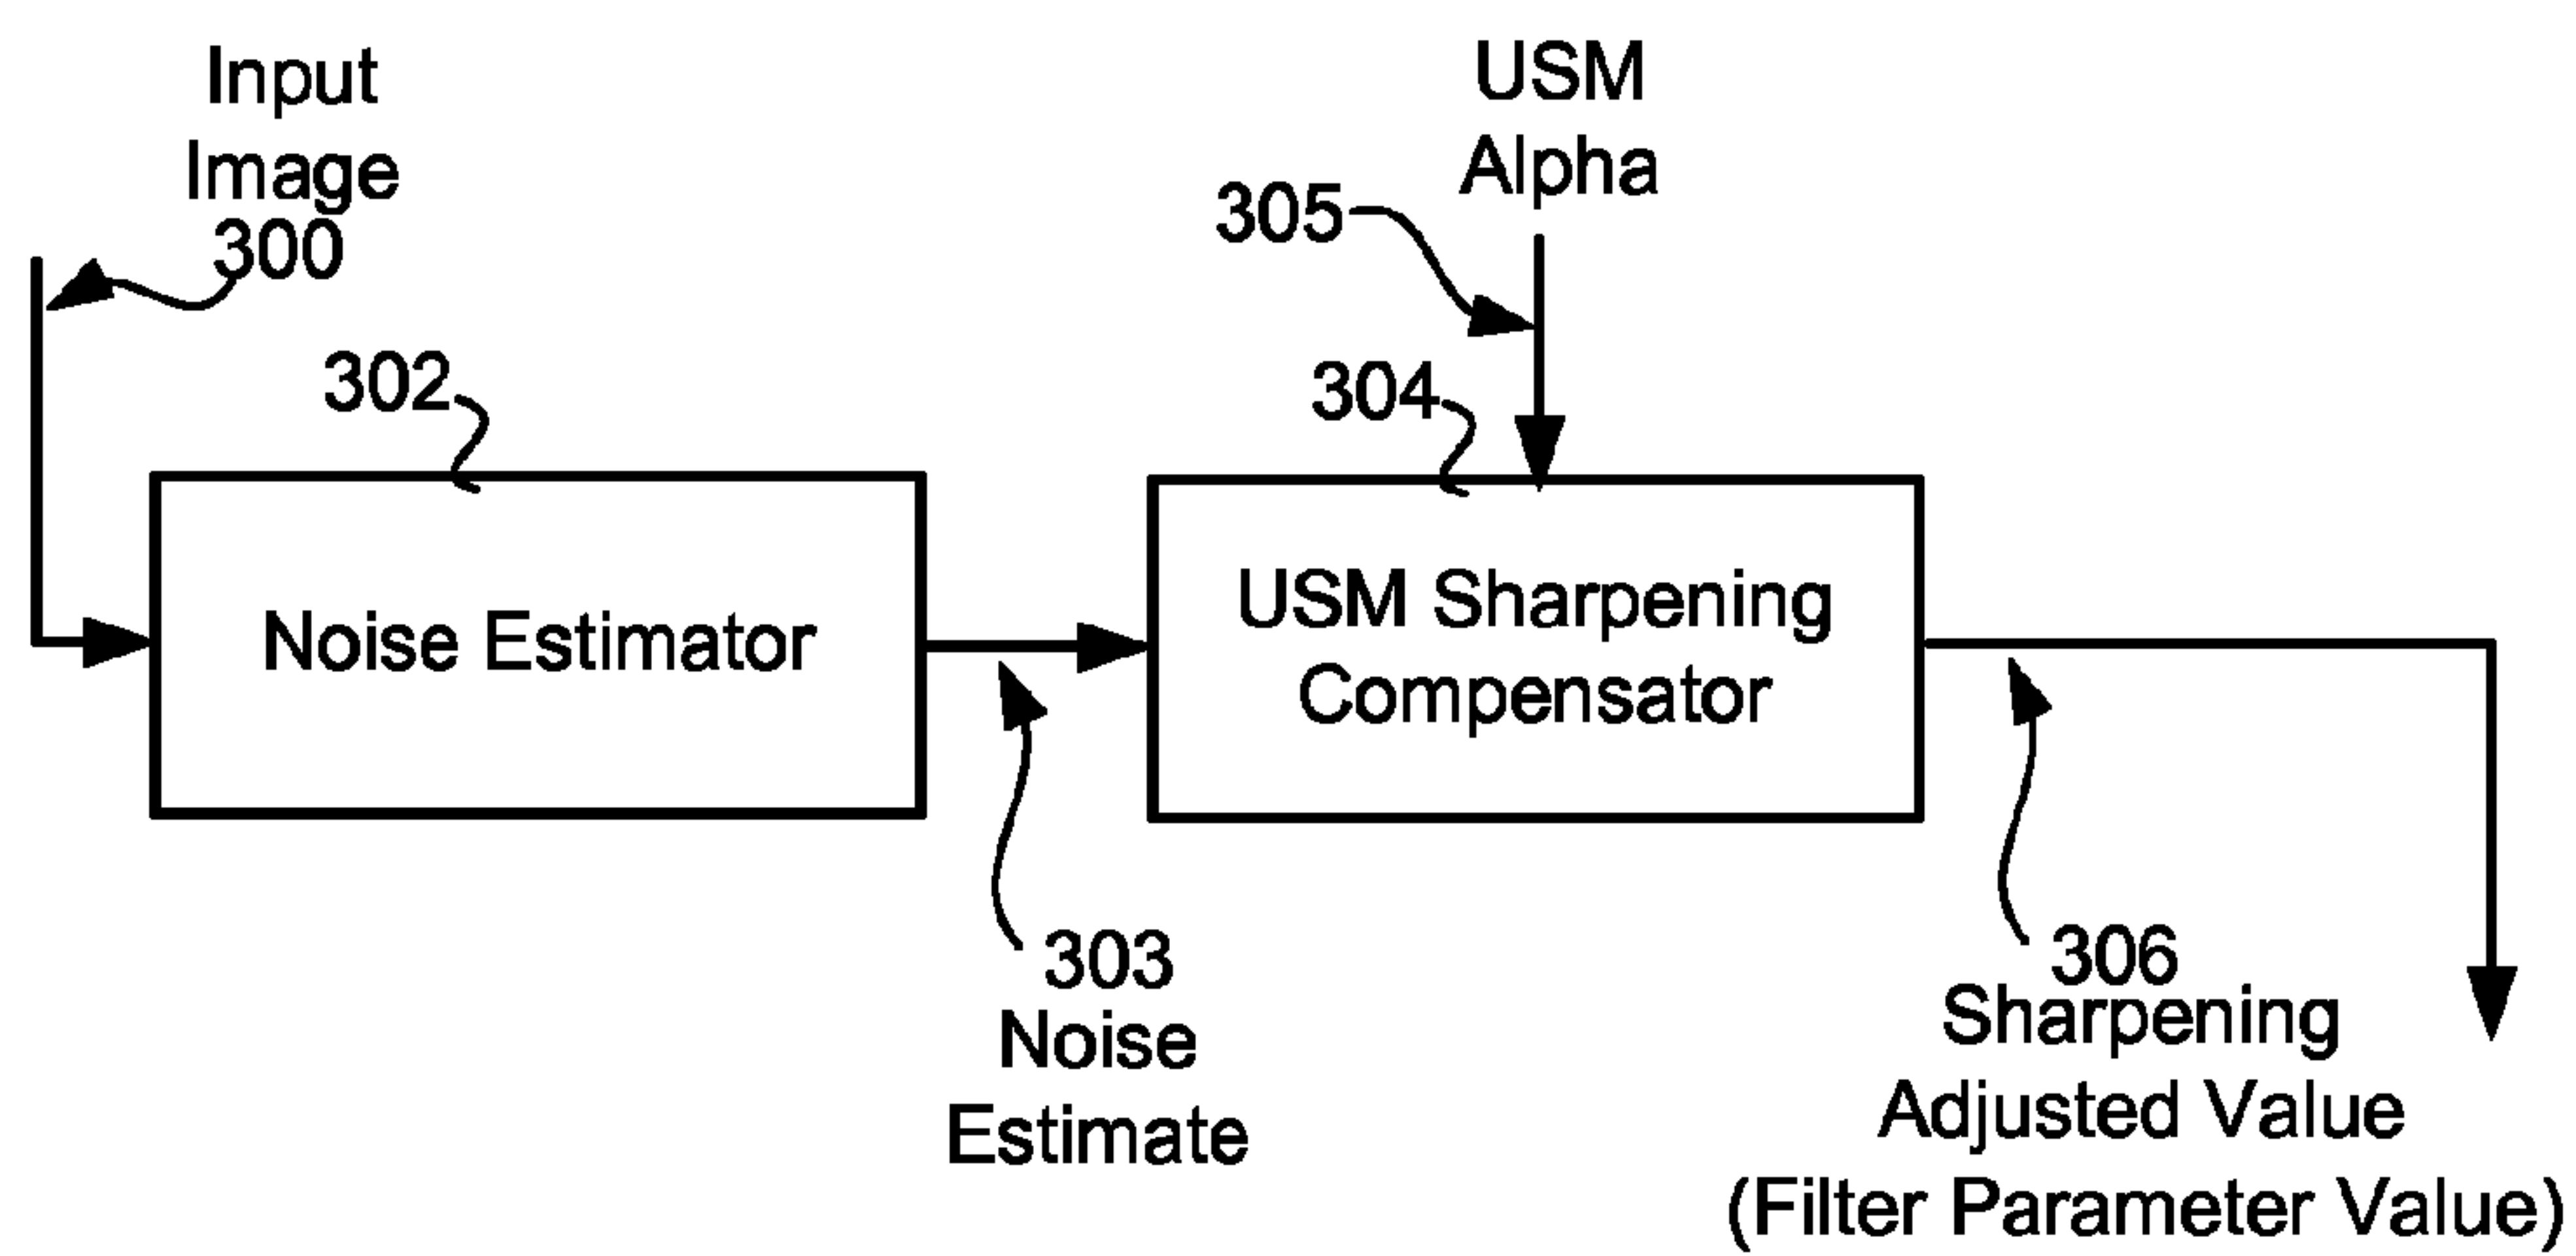 Input
Image
300
USM
Alpha
305
302
304
Noise Estimator
USM Sharpening
Compensator
303
Noise
Estimate
306
Sharpening
Adjusted Value
(Filter Parameter Value)